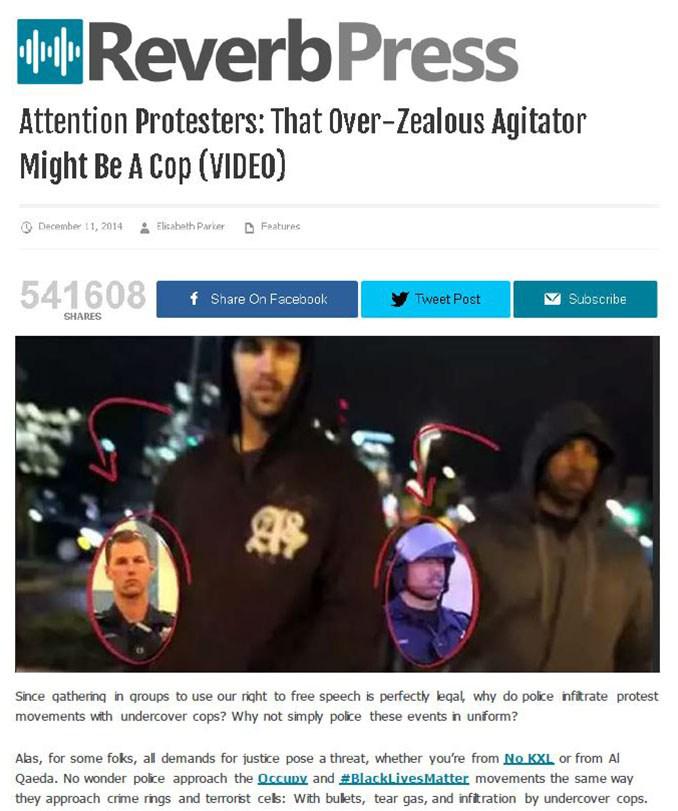 ReverbPress
Attention Protesters: That Over-Zealous Agitator
Might Be A Cop (VIDEO)
December 11, 2014 Elisabeth Parker Features
541608
SHARES
f Share On Facebook
Tweet Post
Subscribe
Since gathering in groups to use our right to free speech is perfectly legal, why do police infiltrate protest
movements with undercover cops? Why not simply police these events in uniform?
Alas, for some folks, all demands for justice pose a threat, whether you're from No KXL or from Al
Qaeda. No wonder police approach the Occupy and #BlackLivesMatter movements the same way
they approach crime rings and terrorist cells: With bullets, tear gas, and infiltration by undercover cops.